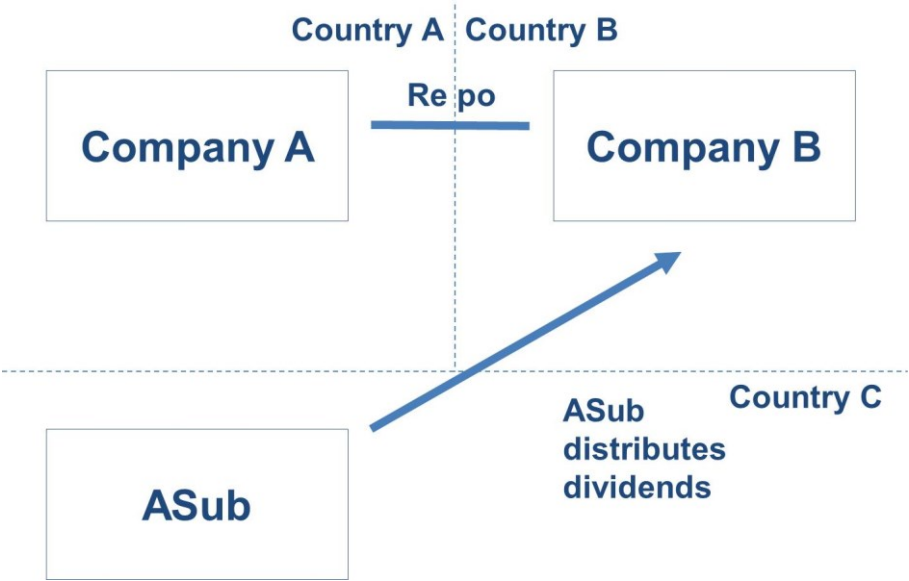 Country A Country B
Re po
Company A
Company B
Country C
ASub
distributes
dividends
ASub